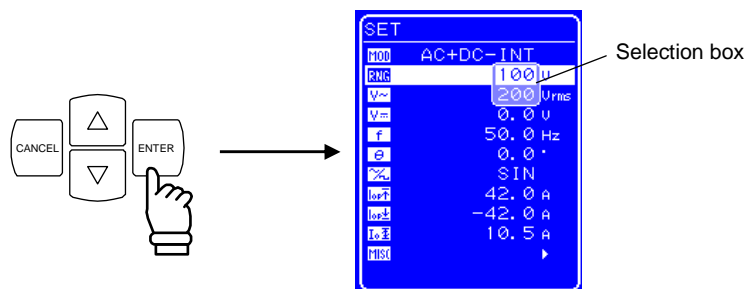 SET
MOD AC+DC-INT
RNG 100 V
V~ 200 Vrms
V⎓ 0.0 V
f 50.0 Hz
θ 0.0 °
SIN
42.0 A
-42.0 A
10.5 A
MISC ▶
Selection box
CANCEL
ENTER